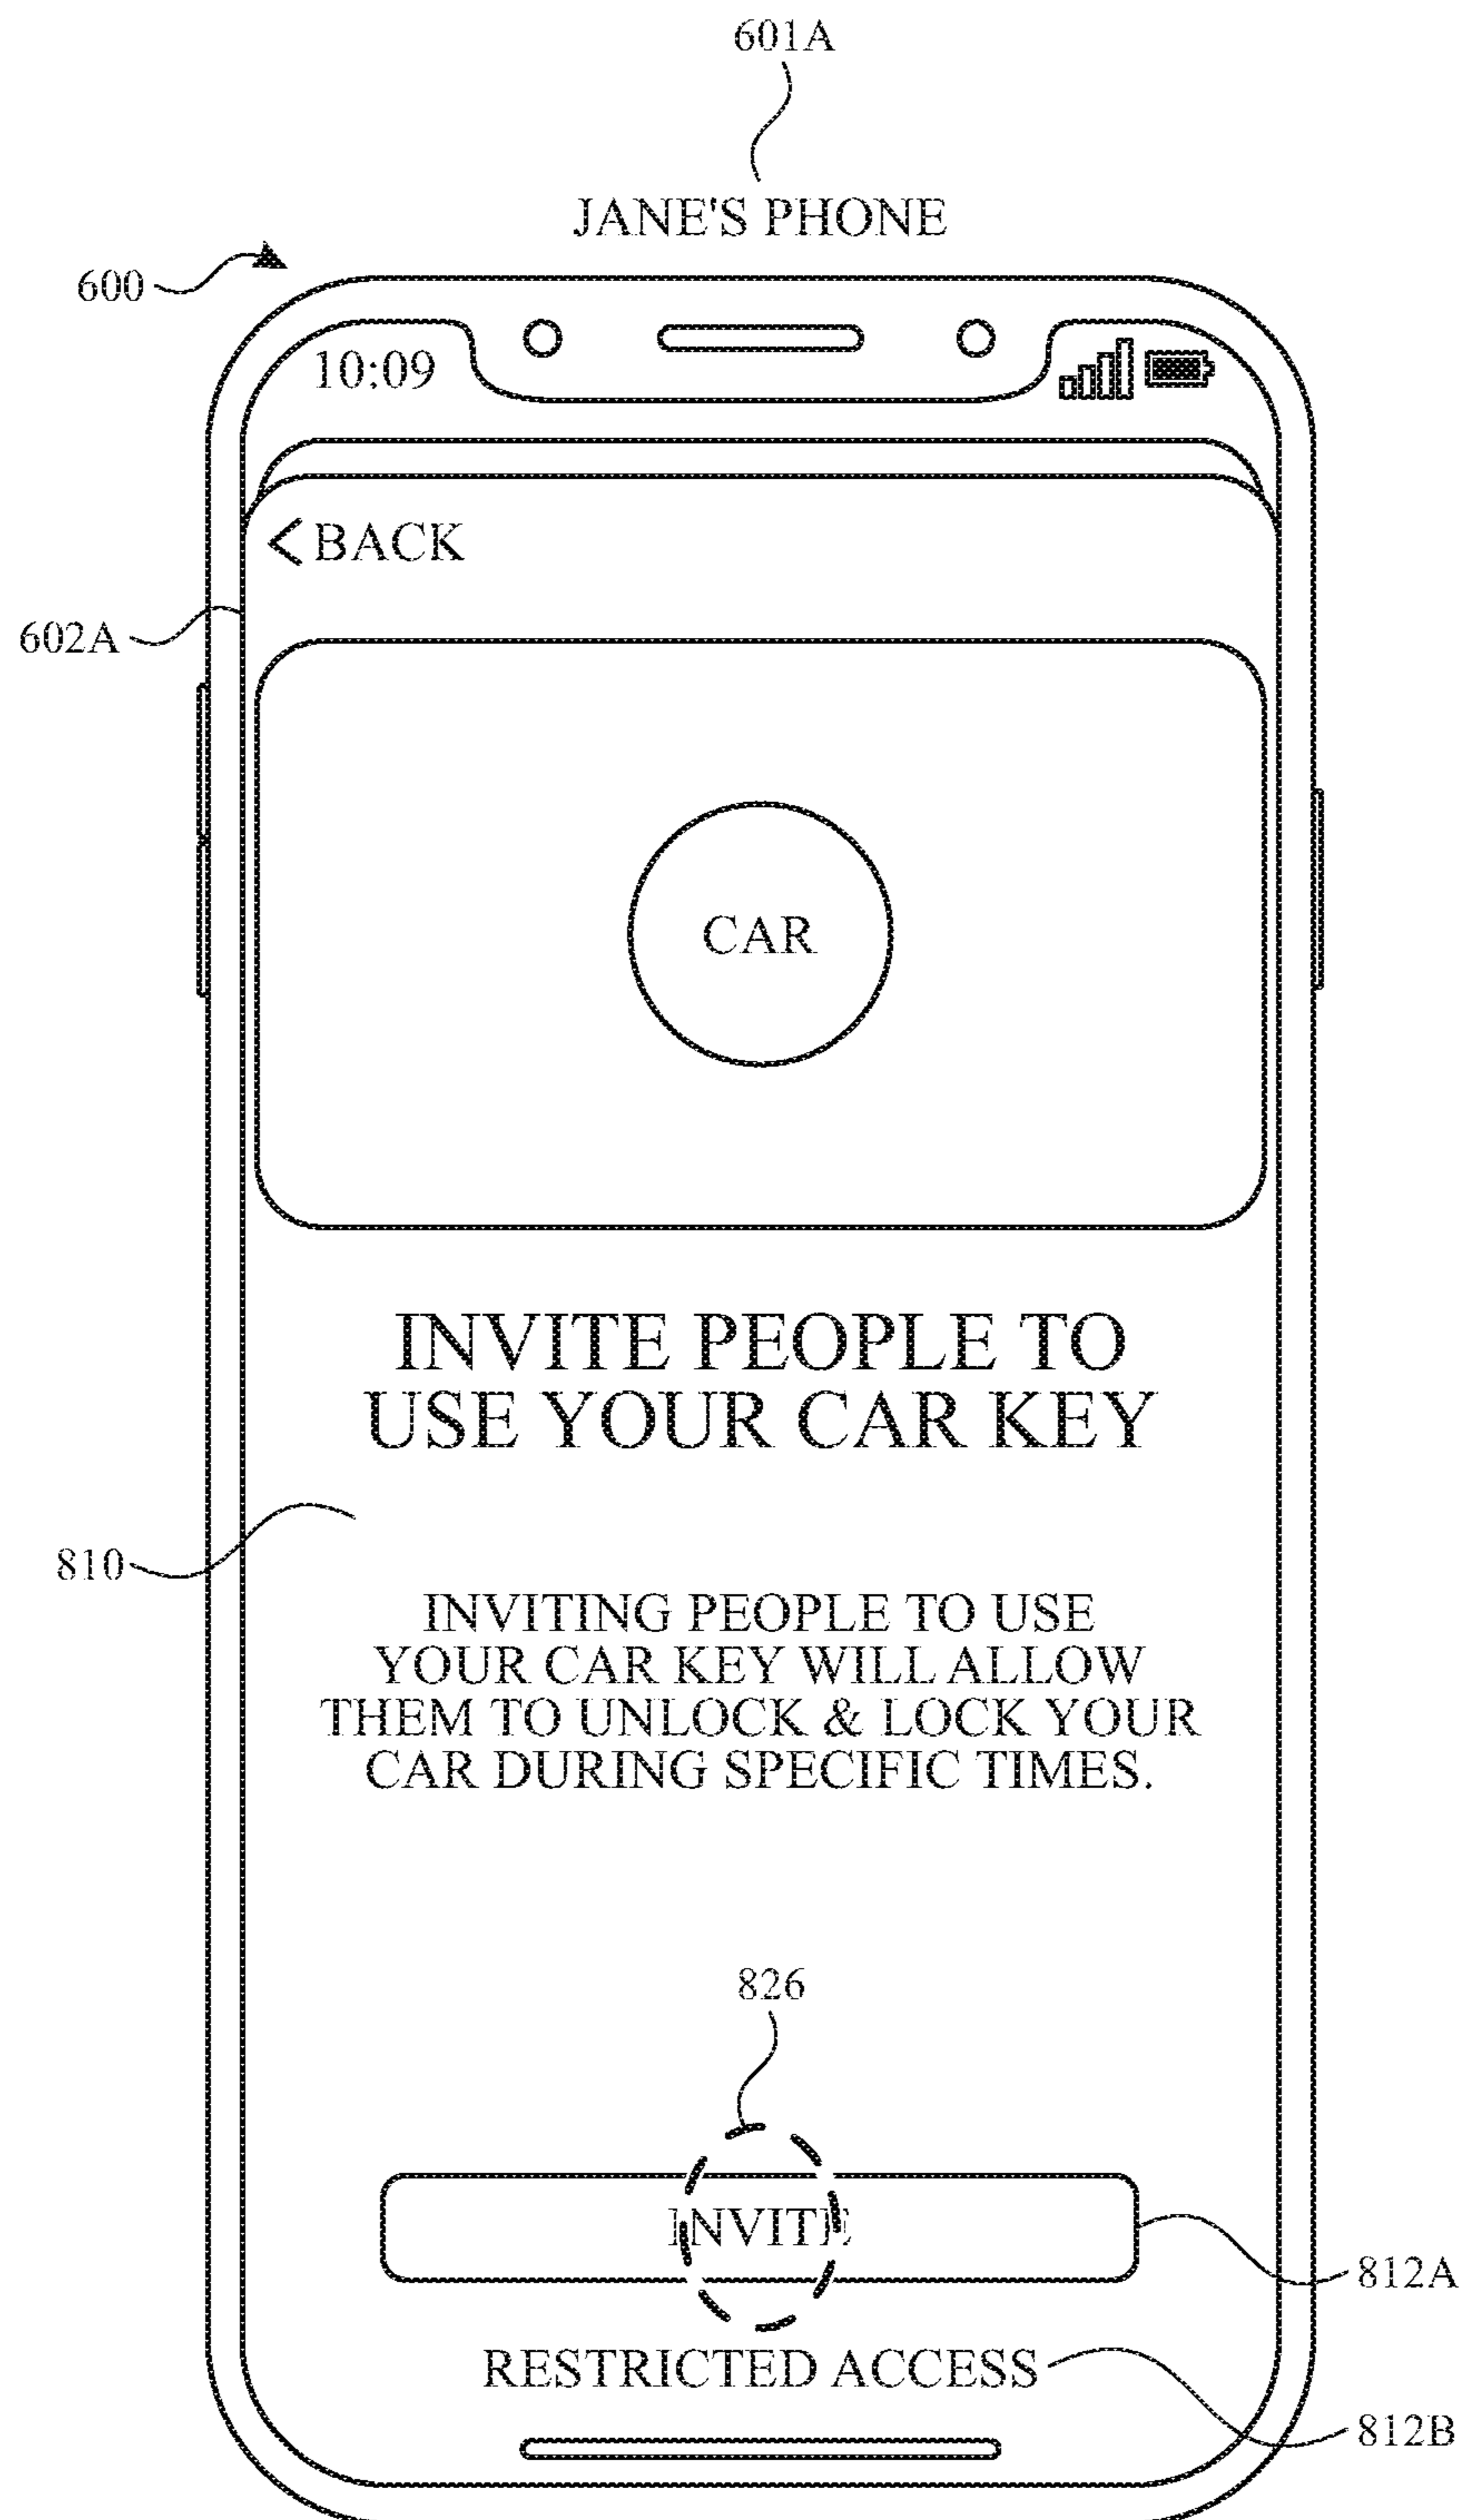 601A
JANE'S PHONE
600
10:09
< BACK
602A
CAR
INVITE PEOPLE TO
USE YOUR CAR KEY
810
INVITING PEOPLE TO USE
YOUR CAR KEY WILL ALLOW
THEM TO UNLOCK & LOCK YOUR
CAR DURING SPECIFIC TIMES.
826
INVITE
812A
RESTRICTED ACCESS
812B